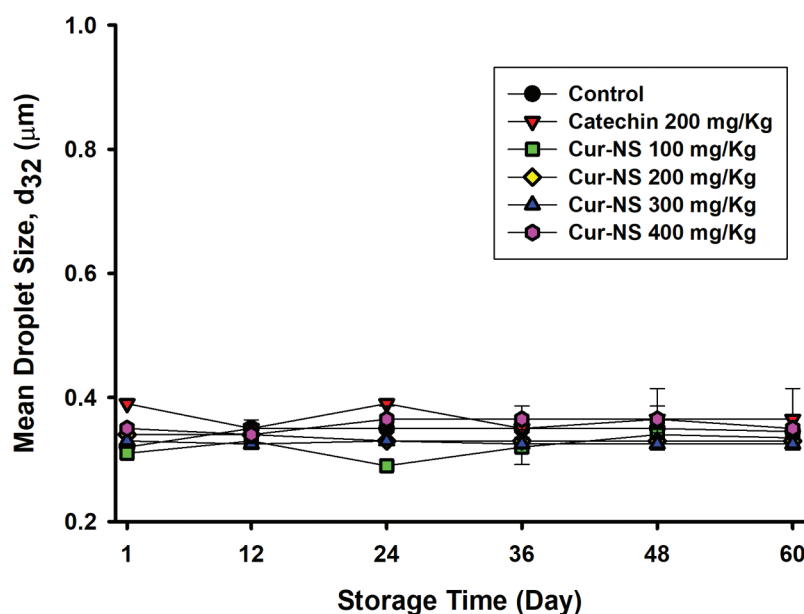 1.0
0.8
0.6
0.4
0.2
Mean Droplet Size, d32 (μm)
Control
Catechin 200 mg/Kg
Cur-NS 100 mg/Kg
Cur-NS 200 mg/Kg
Cur-NS 300 mg/Kg
Cur-NS 400 mg/Kg
1 12 24 36 48 60
Storage Time (Day)